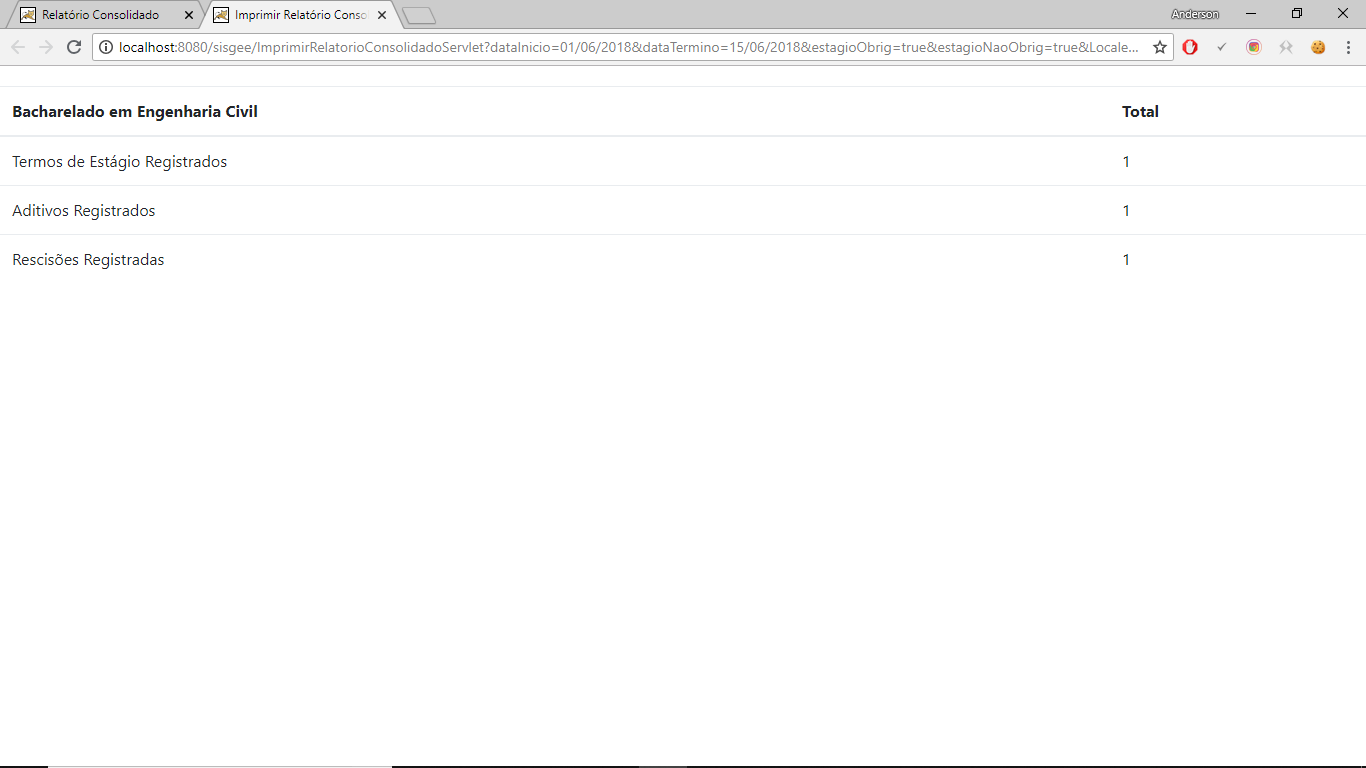 Relatório Consolidado
Imprimir Relatório Conso
Anderson
localhost:8080/sisgee/ImprimirRelatorioConsolidadoServlet?dataInicio=01/06/2018&dataTermino=15/06/2018&estagioObrig=true&estagioNaoObrig=true&Locale...
Bacharelado em Engenharia Civil Total
Termos de Estágio Registrados 1
Aditivos Registrados 1
Rescisões Registradas 1